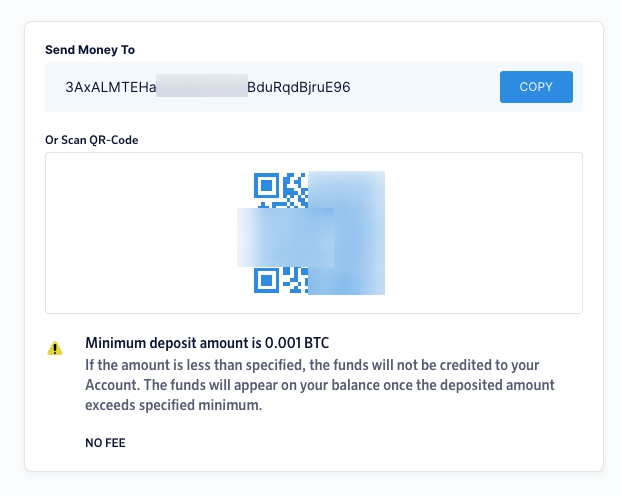 Send Money To
3AxALMTEHa BduRqdBjruE96
COPY
Or Scan QR-Code
Minimum deposit amount is 0.001 BTC
If the amount is less than specified, the funds will not be credited to your
Account. The funds will appear on your balance once the deposited amount
exceeds specified minimum.
NO FEE